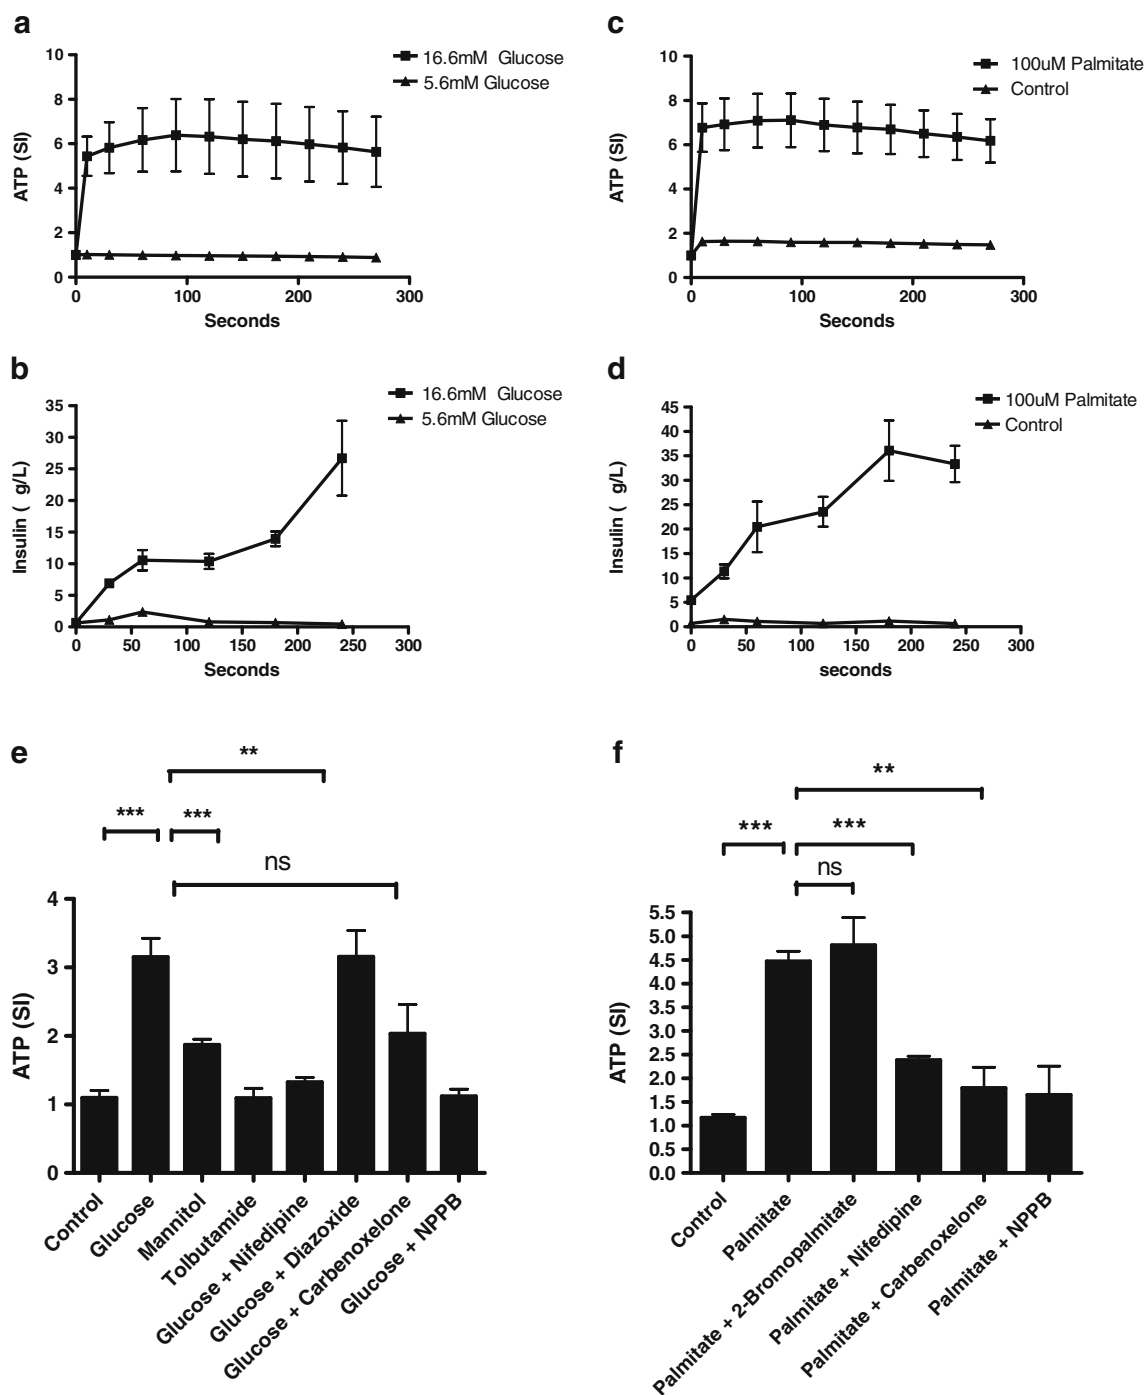 a
16.6mM Glucose
5.6mM Glucose
10
8
6
4
2
0
ATP (SI)
0 100 200 300
Seconds
c
100uM Palmitate
Control
10
8
6
4
2
0
ATP (SI)
0 100 200 300
Seconds
b
16.6mM Glucose
5.6mM Glucose
35
30
25
20
15
10
5
0
Insulin ( g/L)
0 50 100 150 200 250 300
Seconds
d
100uM Palmitate
Control
45
40
35
30
25
20
15
10
5
0
Insulin ( g/L)
0 50 100 150 200 250 300
seconds
e
**
***
***
ns
4
3
2
1
0
ATP (SI)
Control
Glucose
Mannitol
Tolbutamide
Glucose + Nifedipine
Glucose + Diazoxide
Glucose + Carbenoxelone
Glucose + NPPB
f
**
***
***
ns
5.5
5.0
4.5
4.0
3.5
3.0
2.5
2.0
1.5
1.0
0.5
0.0
ATP (SI)
Control
Palmitate
Palmitate + 2-Bromopalmitate
Palmitate + Nifedipine
Palmitate + Carbenoxelone
Palmitate + NPPB